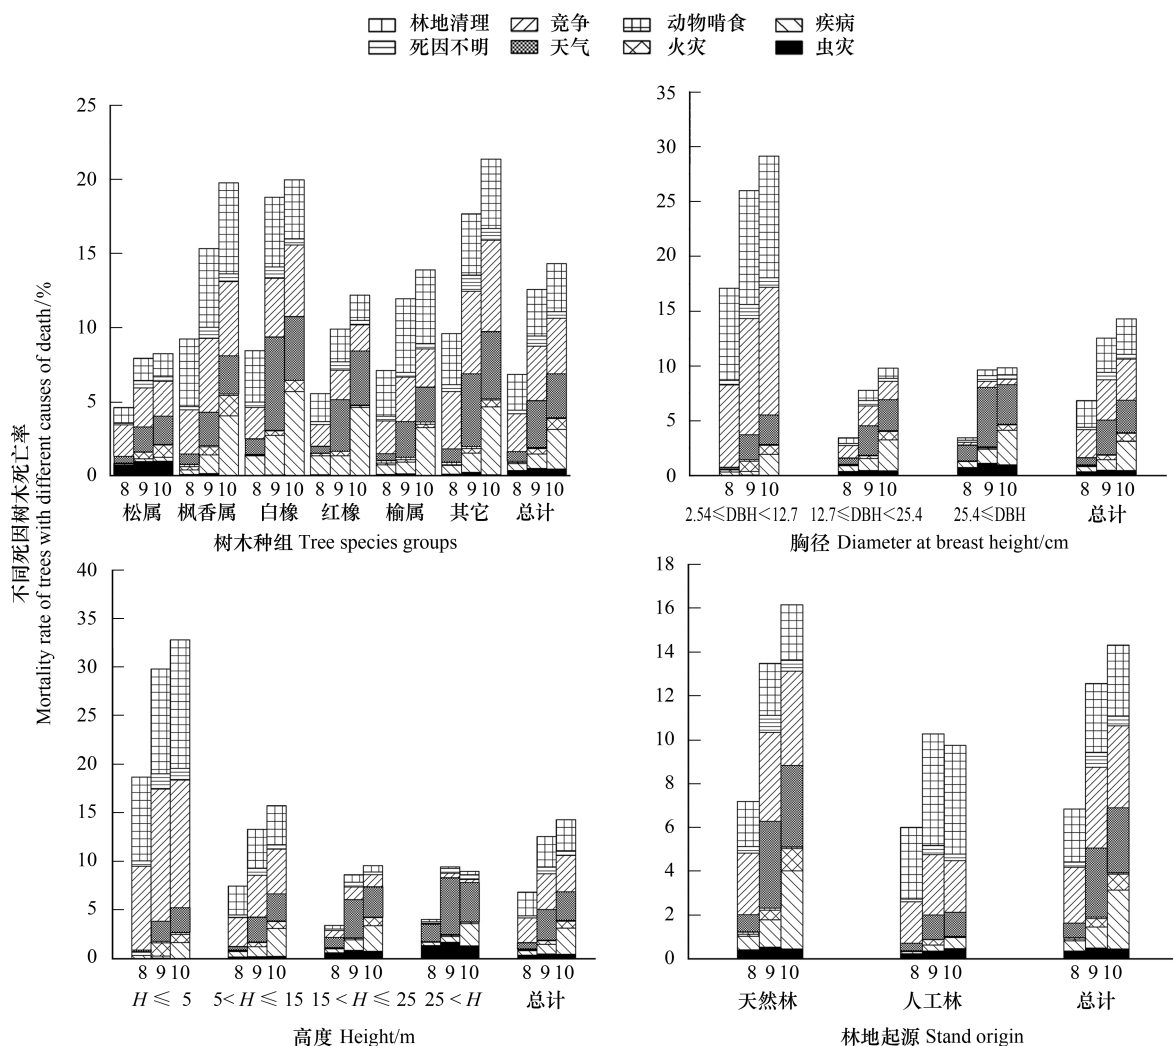 林地清理 竞争 动物啃食 疾病
死因不明 天气 火灾 虫灾
不同死因树木死亡率
Mortality rate of trees with different causes of death/%
25
20
15
10
5
0
8 9 10 8 9 10 8 9 10 8 9 10 8 9 10 8 9 10 8 9 10
松属 枫香属 白橡 红橡 榆属 其它 总计
树木种组 Tree species groups
35
30
25
20
15
10
5
0
8 9 10 8 9 10 8 9 10 8 9 10
2.54≤DBH<12.7 12.7≤DBH<25.4 25.4≤DBH 总计
胸径 Diameter at breast height/cm
40
35
30
25
20
15
10
5
0
8 9 10 8 9 10 8 9 10 8 9 10 8 9 10
H ≤ 5 5< H ≤ 15 15 < H ≤ 25 25 < H 总计
高度 Height/m
18
16
14
12
10
8
6
4
2
0
8 9 10 8 9 10 8 9 10
天然林 人工林 总计
林地起源 Stand origin